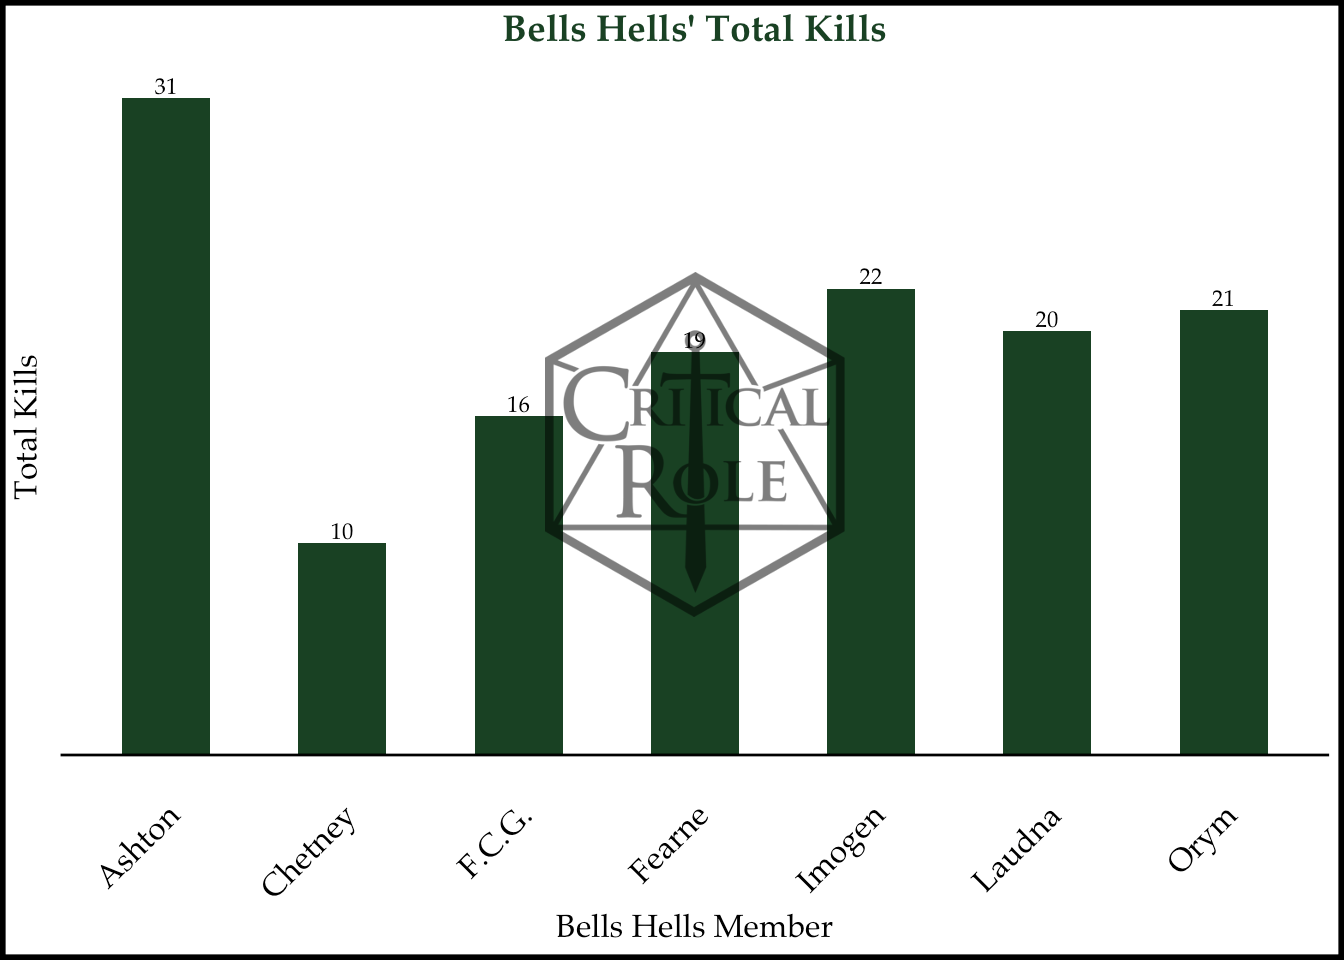 Bells Hells' Total Kills
31
22
21
20
19
16
10
CRITICAL
ROLE
Total Kills
Ashton
Chetney
F.C.G.
Fearne
Imogen
Laudna
Orym
Bells Hells Member